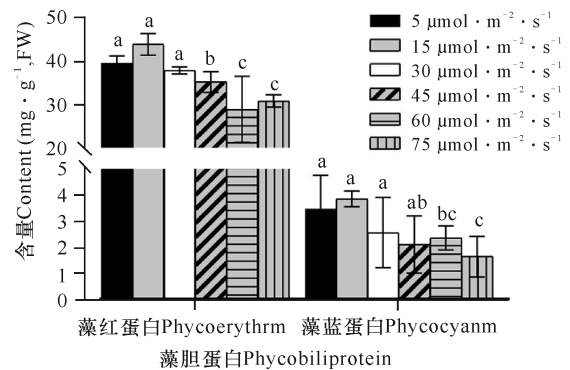 50
40
30
20
5
4
3
2
1
0
含量Content (mg · g⁻¹,FW)
a a a b c c
a a a ab bc c
5 μmol · m⁻² · s⁻¹
15 μmol · m⁻² · s⁻¹
30 μmol · m⁻² · s⁻¹
45 μmol · m⁻² · s⁻¹
60 μmol · m⁻² · s⁻¹
75 μmol · m⁻² · s⁻¹
藻红蛋白Phycoerythrm 藻蓝蛋白Phycocyanm
藻胆蛋白Phycobiliprotein